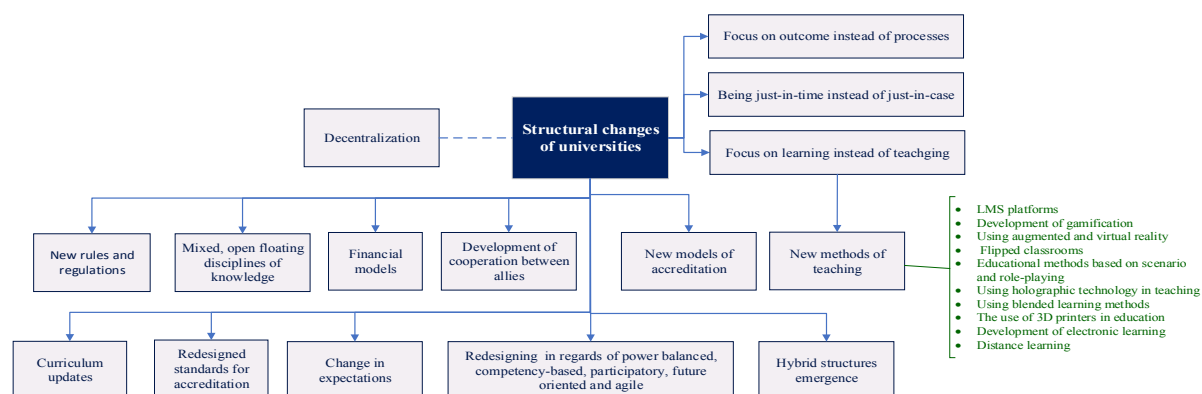 Focus on outcome instead of processes
Being just-in-time instead of just-in-case
Structural changes
of universities
Decentralization
Focus on learning instead of teachging
New rules and
regulations
Mixed, open floating
disciplines of
knowledge
Financial
models
Development of
cooperation between
allies
New models of
accreditation
New methods of
teaching
LMS platforms
Development of gamification
Using augmented and virtual reality
Flipped classrooms
Educational methods based on scenario
and role-playing
Using holographic technology in teaching
Using blended learning methods
The use of 3D printers in education
Development of electronic learning
Distance learning
Curriculum
updates
Redesigned
standards for
accreditation
Change in
expectations
Redesigning in regards of power balanced,
competency-based, participatory, future
oriented and agile
Hybrid structures
emergence